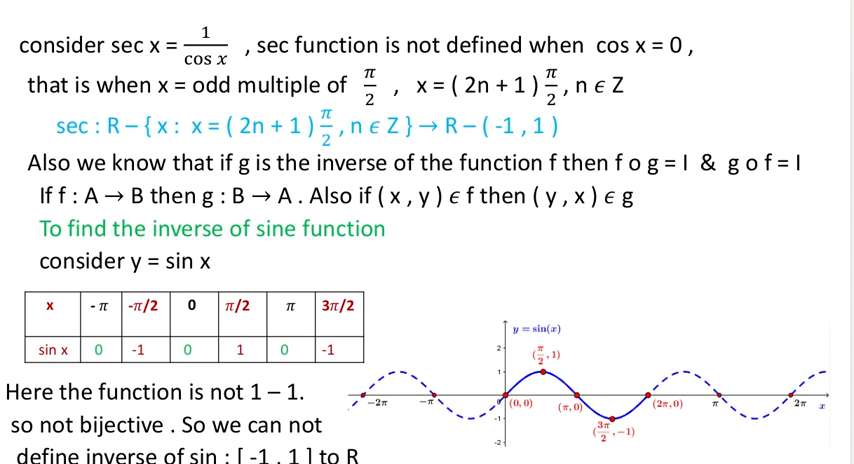 consider sec x = 1/cos x , sec function is not defined when cos x = 0 ,
that is when x = odd multiple of π/2 , x = ( 2n + 1 ) π/2 , n ϵ Z
sec : R – { x : x = ( 2n + 1 ) π/2 , n ϵ Z } → R – ( -1 , 1 )
Also we know that if g is the inverse of the function f then f o g = I & g o f = I
If f : A → B then g : B → A . Also if ( x , y ) ϵ f then ( y , x ) ϵ g
To find the inverse of sine function
consider y = sin x
x - π -π/2 0 π/2 π 3π/2
sin x 0 -1 0 1 0 -1
Here the function is not 1 – 1.
so not bijective . So we can not
define inverse of sin : [ -1 , 1 ] to R
y = sin(x)
2
(π/2, 1)
1
−2π −π 0 (0, 0) (π, 0) (2π, 0) π 2π x
-1
(3π/2, −1)
-2